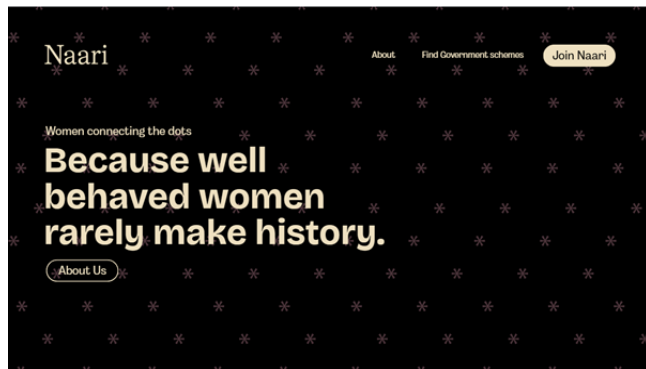 Naari
About
Find Government schemes
Join Naari
Women connecting the dots
Because well
behaved women
rarely make history.
About Us